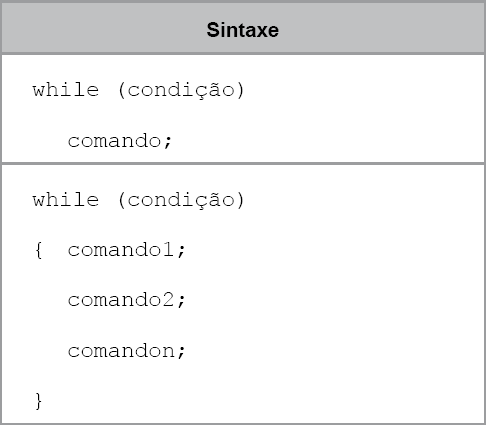 Sintaxe
while (condição)
comando;
while (condição)
{ comando1;
comando2;
comandon;
}